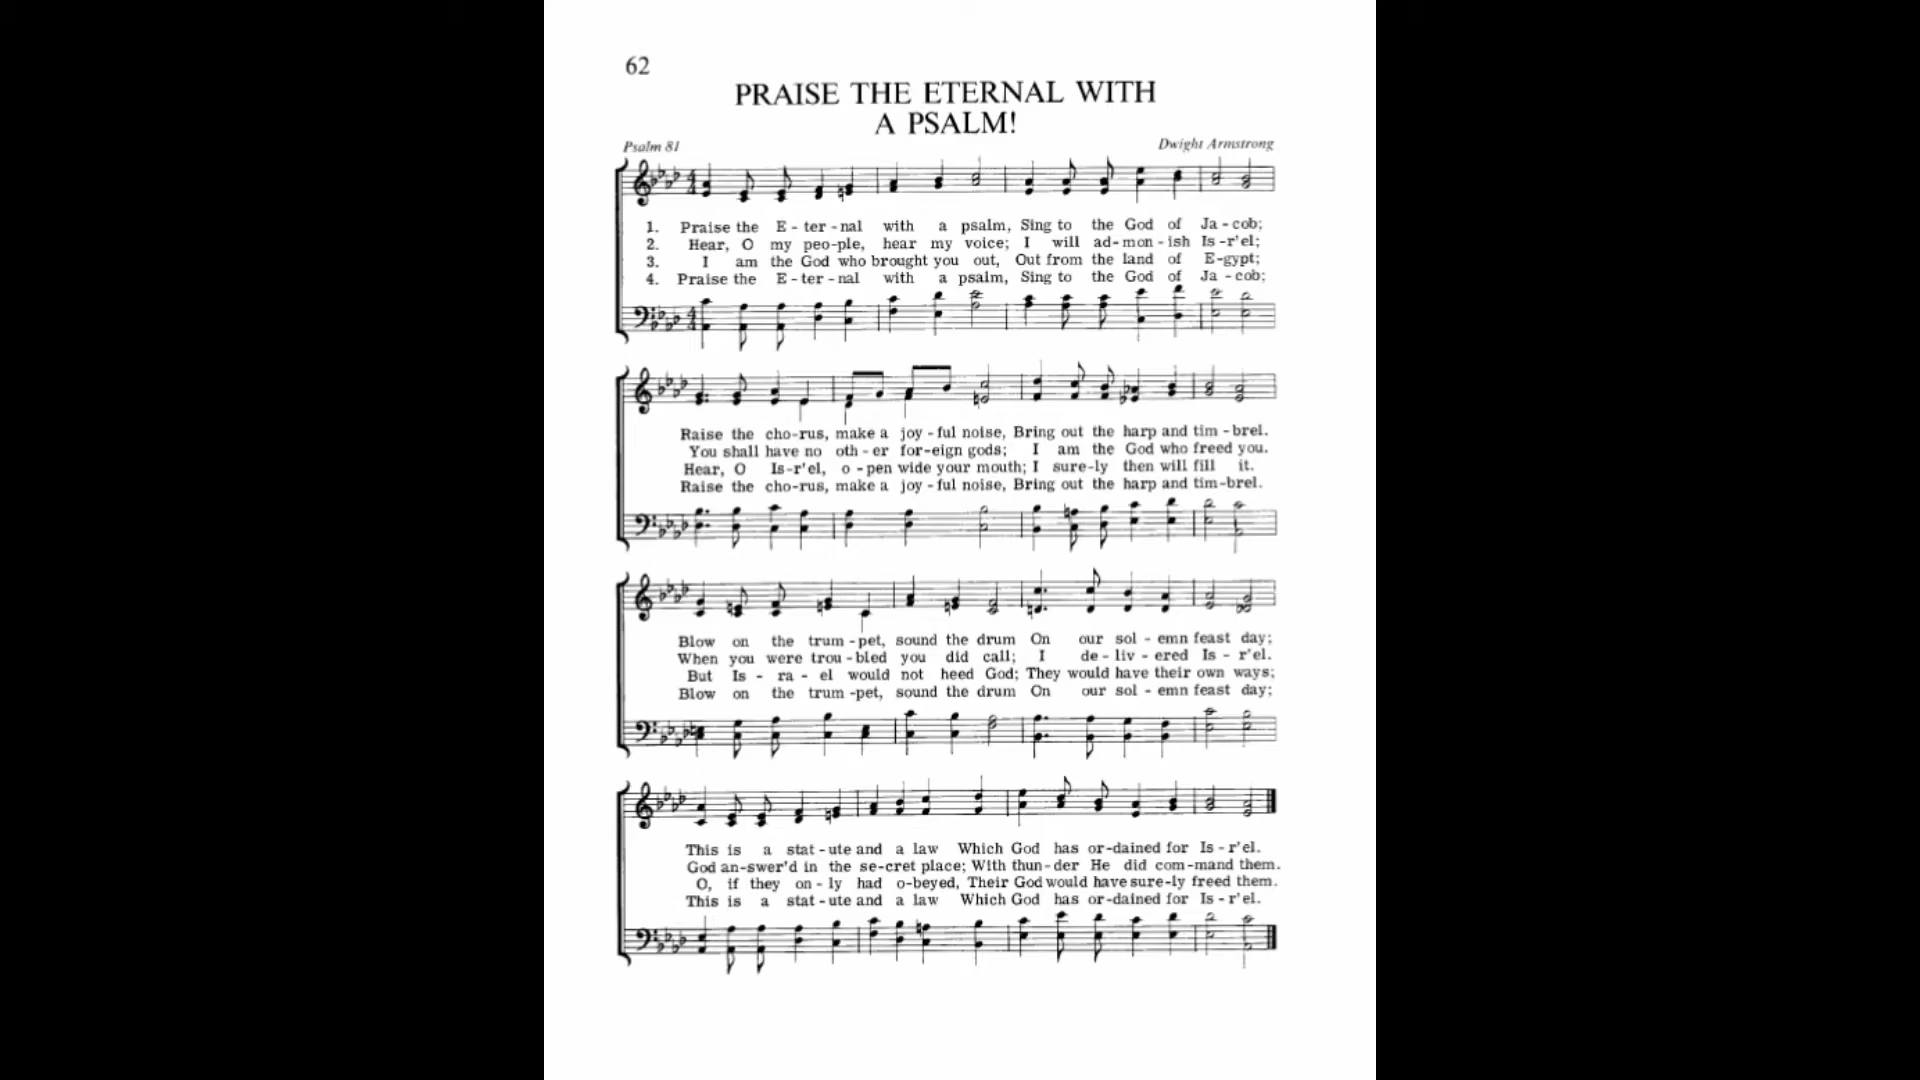 62
PRAISE THE ETERNAL WITH
A PSALM!
Psalm 81
Dwight Armstrong
1. Praise the E - ter - nal with a psalm, Sing to the God of Ja - cob;
2. Hear, O my peo - ple, hear my voice; I will ad - mon - ish Is - r'el;
3. I am the God who brought you out, Out from the land of E - gypt;
4. Praise the E - ter - nal with a psalm, Sing to the God of Ja - cob;
Raise the cho - rus, make a joy - ful noise, Bring out the harp and tim - brel.
You shall have no oth - er for - eign gods; I am the God who freed you.
Hear, O Is - r'el, o - pen wide your mouth; I sure - ly then will fill it.
Raise the cho - rus, make a joy - ful noise, Bring out the harp and tim - brel.
Blow on the trum - pet, sound the drum On our sol - emn feast day;
When you were trou - bled you did call; I de - liv - ered Is - r'el.
But Is - ra - el would not heed God; They would have their own ways;
Blow on the trum - pet, sound the drum On our sol - emn feast day;
This is a stat - ute and a law Which God has or - dained for Is - r'el.
God an - swer'd in the se - cret place; With thun - der He did com - mand them.
O, if they on - ly had o - beyed, Their God would have sure - ly freed them.
This is a stat - ute and a law Which God has or - dained for Is - r'el.